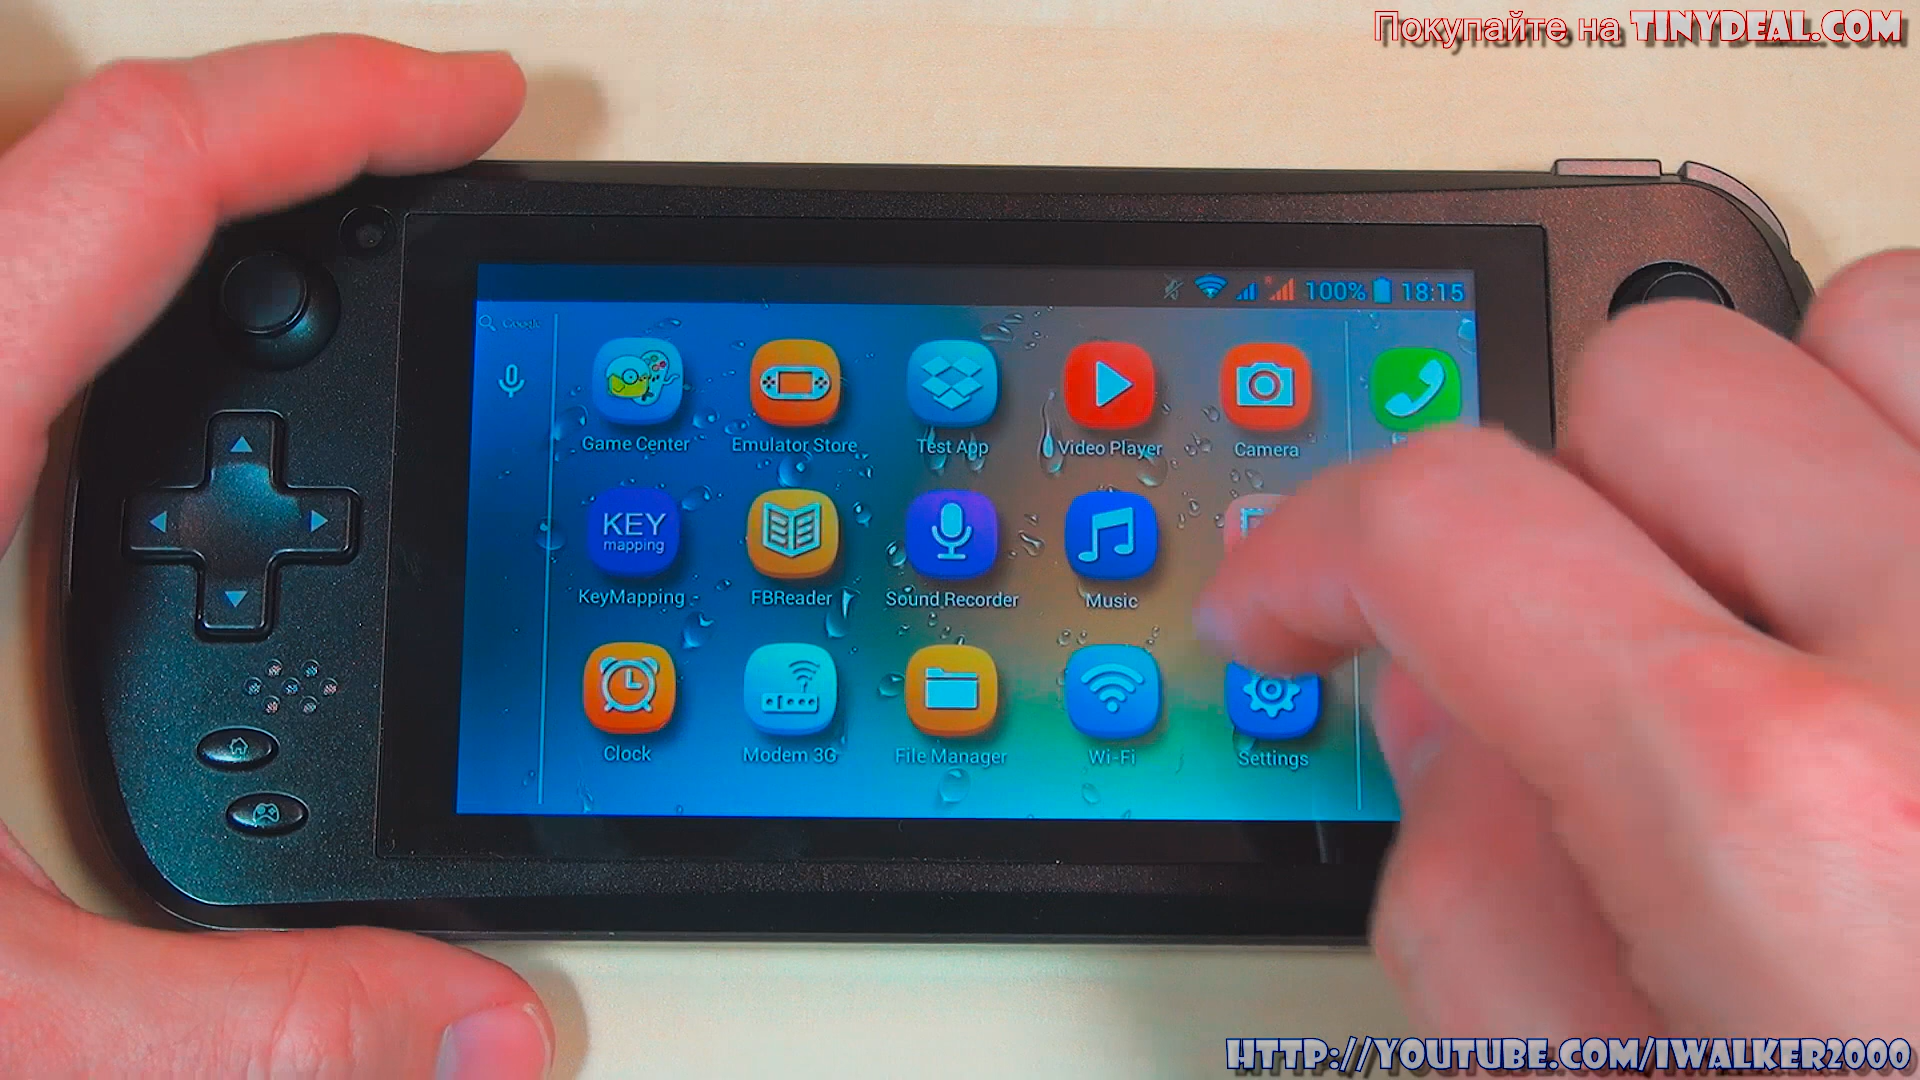 Покупайте на TINYDEAL.COM
100% 18:15
Google
Game Center
Emulator Store
Test App
Video Player
Camera
KEY
mapping
KeyMapping
FBReader
Sound Recorder
Music
Clock
Modem 3G
File Manager
Wi-Fi
Settings
HTTP://YOUTUBE.COM/IWALKER2000